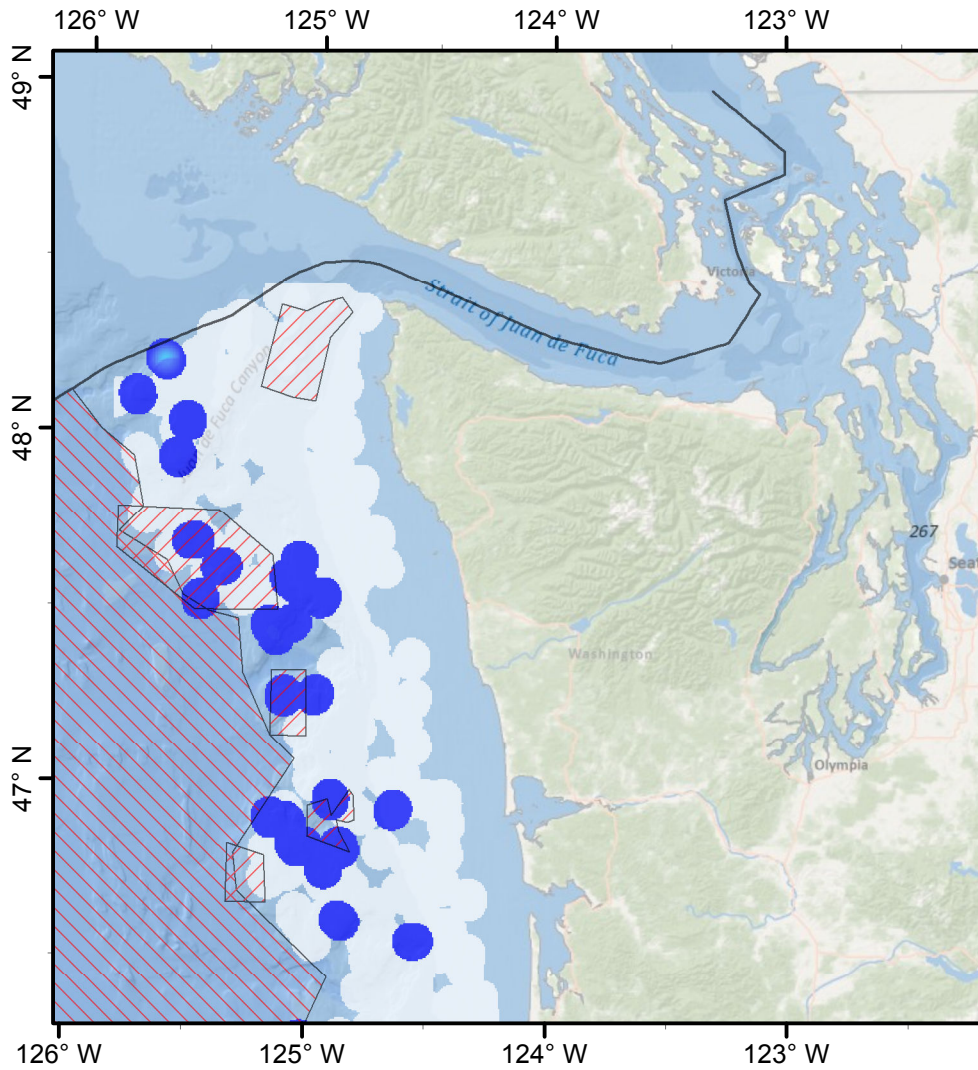 126° W 125° W 124° W 123° W
49° N
Victoria
Strait of Juan de Fuca
Juan de Fuca Canyon
48° N
267
Seat
Washington
47° N
Olympia
126° W 125° W 124° W 123° W